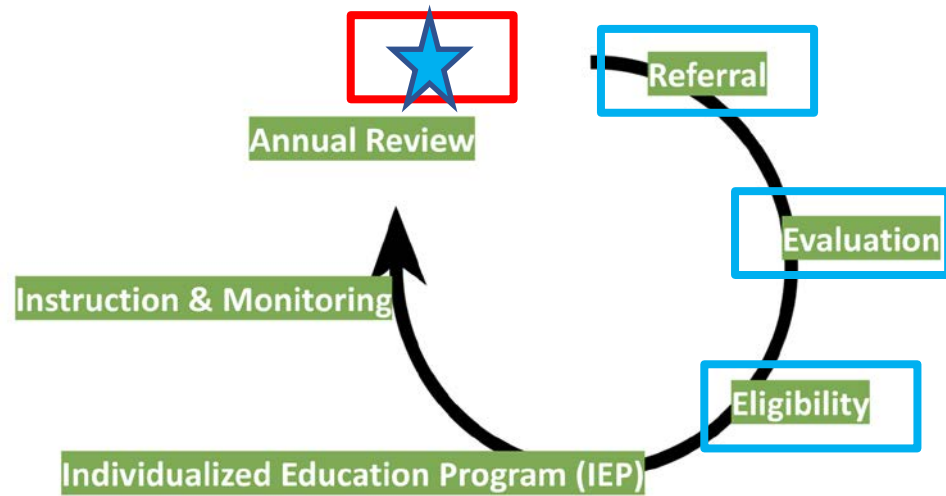 Referral
Annual Review
Evaluation
Instruction & Monitoring
Eligibility
Individualized Education Program (IEP)